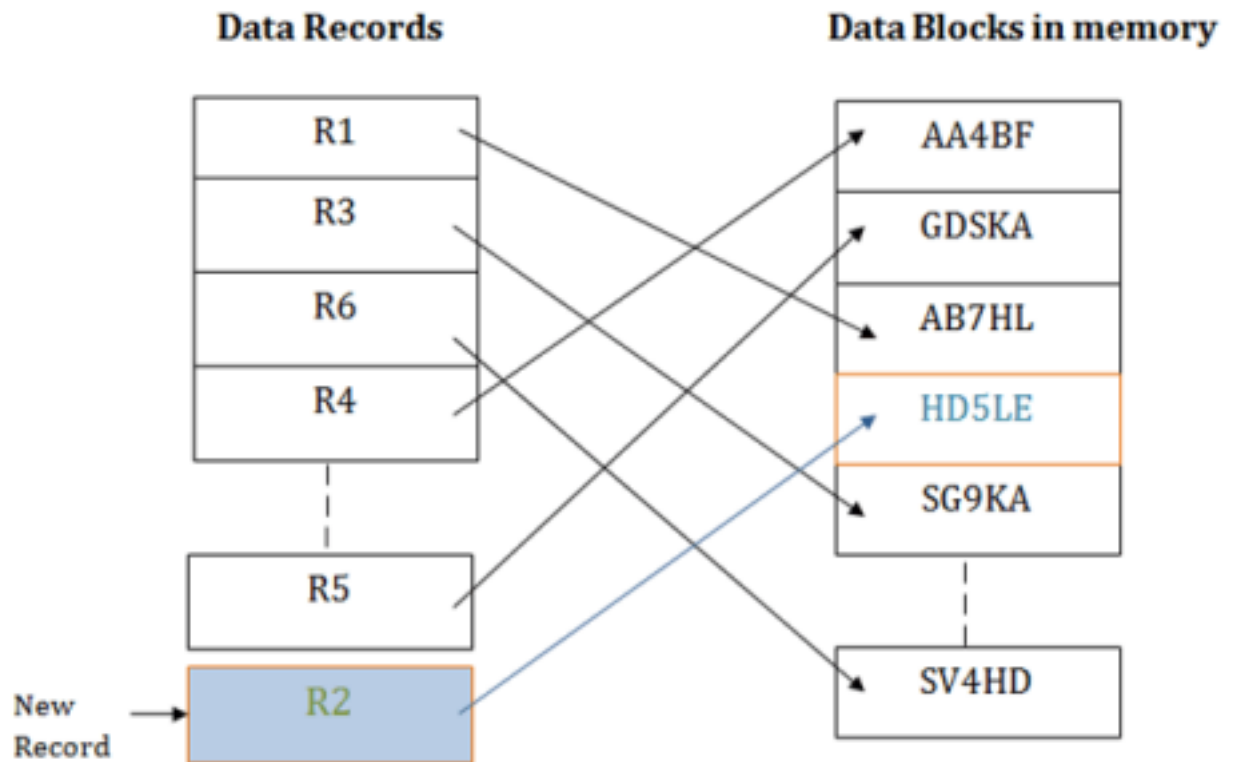 Data Records
Data Blocks in memory
R1
R3
R6
R4
R5
R2
New
Record
AA4BF
GDSKA
AB7HL
HD5LE
SG9KA
SV4HD